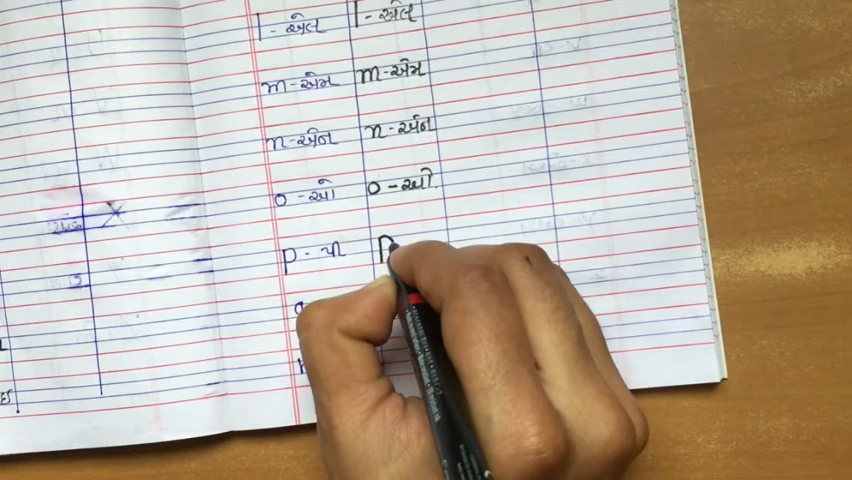 l - એલ l - એલ
m - એમ m - એમ
n - એન n - એન
o - ઓ o - ઓ.
p - પી p